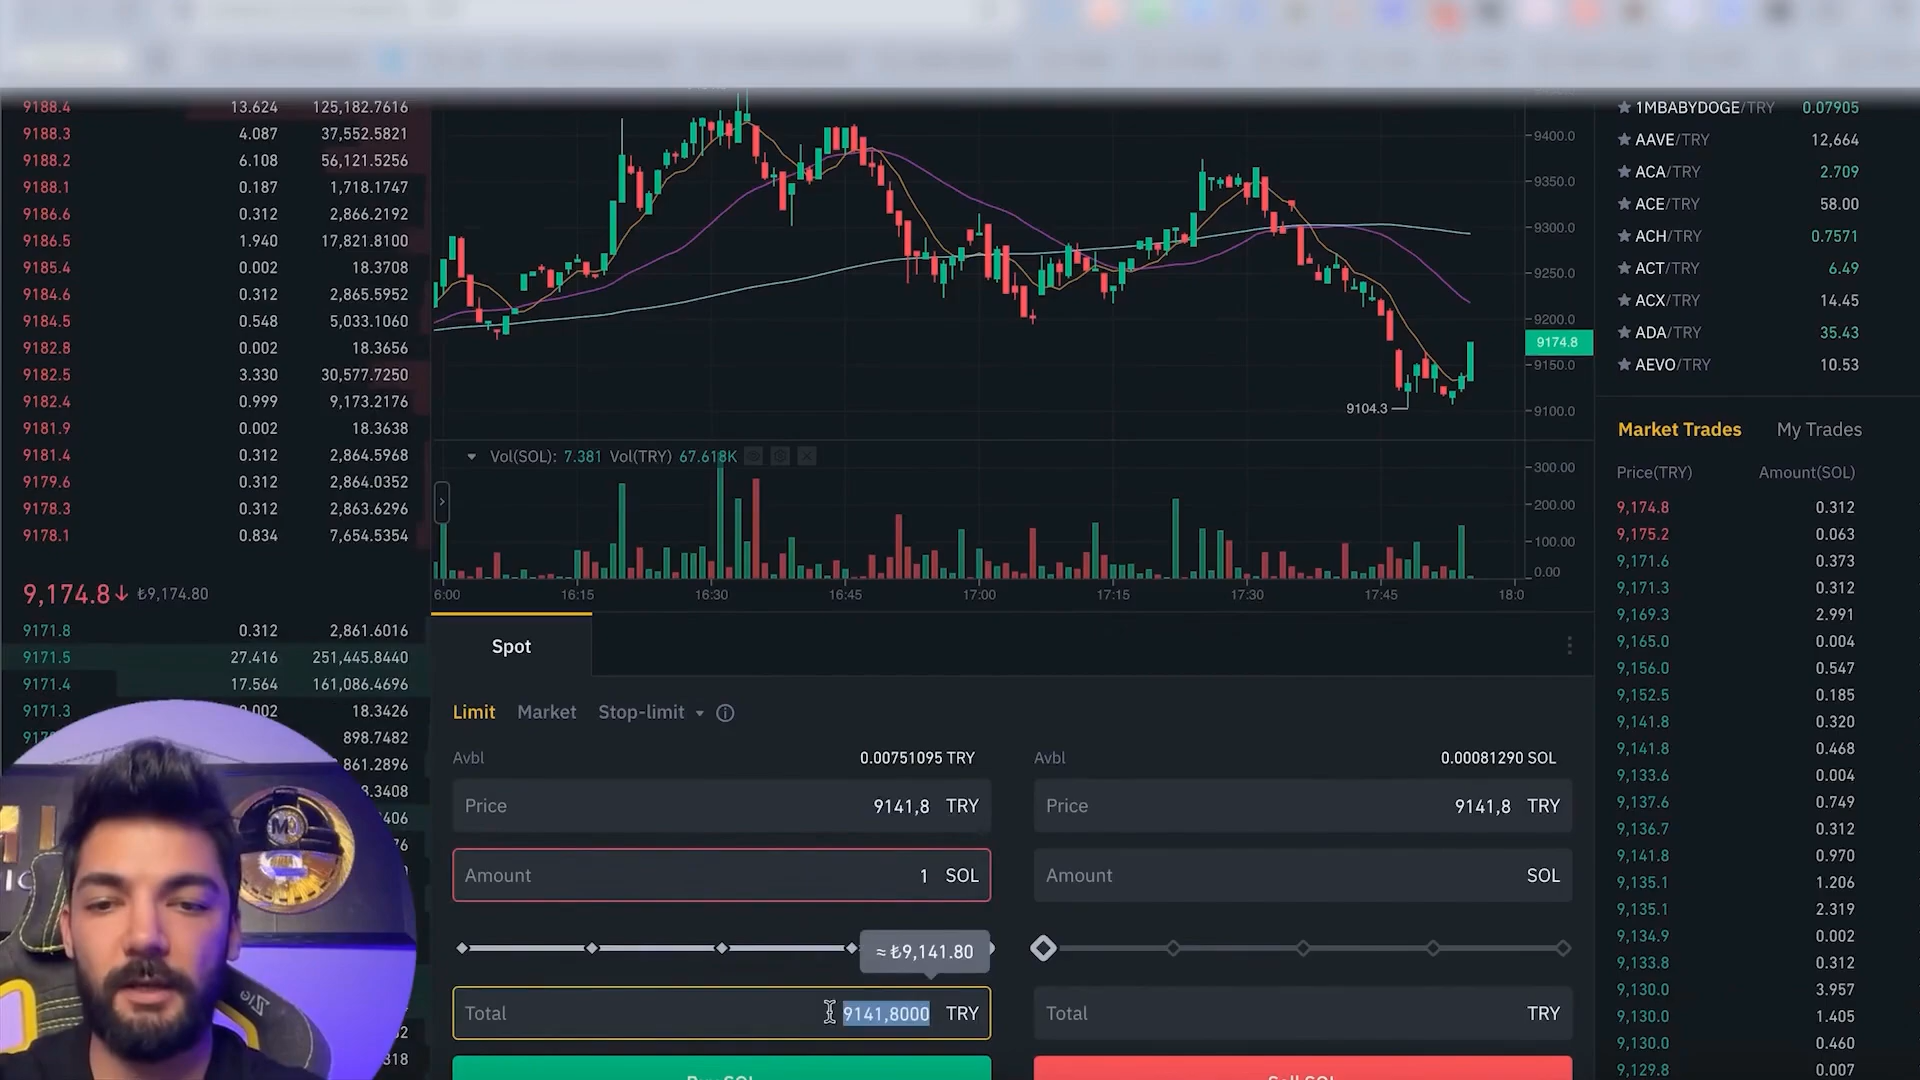 9188.4 13.624 125,182.7616
9188.3 4.087 37,552.5821
9188.2 6.108 56,121.5256
9188.1 0.187 1,718.1747
9186.6 0.312 2,866.2192
9186.5 1.940 17,821.8100
9185.4 0.002 18.3708
9184.6 0.312 2,865.5952
9184.5 0.548 5,033.1060
9182.8 0.002 18.3656
9182.5 3.330 30,577.7250
9182.4 0.999 9,173.2176
9181.9 0.002 18.3638
9181.4 0.312 2,864.5968
9179.6 0.312 2,864.0352
9178.3 0.312 2,863.6296
9178.1 0.834 7,654.5354
9,174.8↓ ₺9,174.80
9171.8 0.312 2,861.6016
9171.5 27.416 251,445.8440
9171.4 17.564 161,086.4696
9171.3 0.002 18.3426
898.7482
861.2896
9400.0
9350.0
9300.0
9250.0
9200.0
9174.8
9150.0
9100.0
9104.3
Vol(SOL): 7.381 Vol(TRY) 67.618K
300.00
200.00
100.00
0.00
6:00 16:15 16:30 16:45 17:00 17:15 17:30 17:45 18:0
Spot
Limit Market Stop-limit
Avbl 0.00751095 TRY
Price 9141,8 TRY
Amount 1 SOL
≈ ₺9,141.80
Total 9141,8000 TRY
Avbl 0.00081290 SOL
Price 9141,8 TRY
Amount SOL
Total TRY
1MBABYDOGE/TRY 0.07905
AAVE/TRY 12,664
ACA/TRY 2.709
ACE/TRY 58.00
ACH/TRY 0.7571
ACT/TRY 6.49
ACX/TRY 14.45
ADA/TRY 35.43
AEVO/TRY 10.53
Market Trades My Trades
Price(TRY) Amount(SOL)
9,174.8 0.312
9,175.2 0.063
9,171.6 0.373
9,171.3 0.312
9,169.3 2.991
9,165.0 0.004
9,156.0 0.547
9,152.5 0.185
9,141.8 0.320
9,141.8 0.468
9,133.6 0.004
9,137.6 0.749
9,136.7 0.312
9,141.8 0.970
9,135.1 1.206
9,135.1 2.319
9,134.9 0.002
9,133.8 0.312
9,130.0 3.957
9,130.0 1.405
9,130.0 0.460
9,129.8 0.007